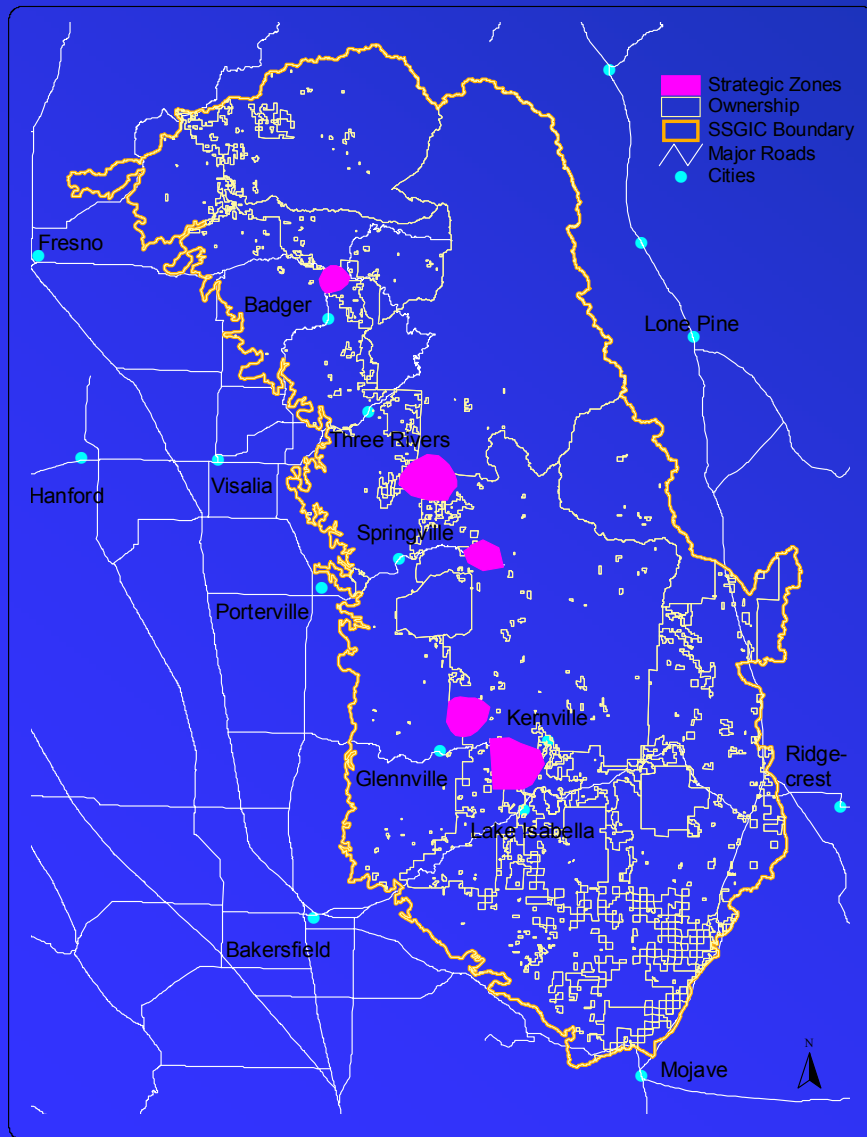 Strategic Zones
Ownership
SSGIC Boundary
Major Roads
Cities
Fresno
Badger
Lone Pine
Three Rivers
Visalia
Hanford
Springville
Porterville
Kernville
Glennville
Ridge-
crest
Lake Isabella
Bakersfield
N
Mojave